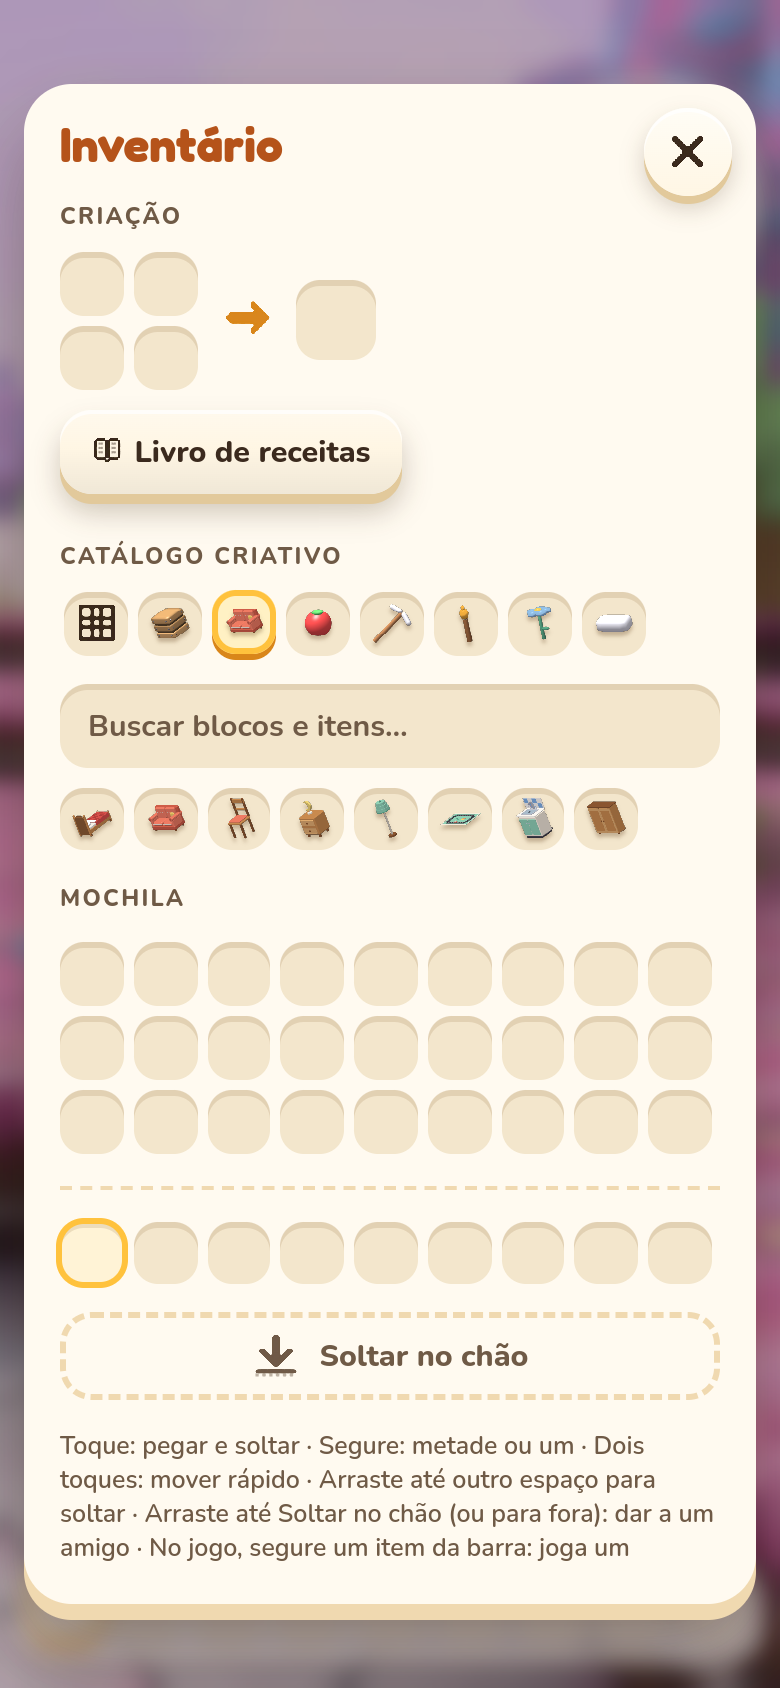 Inventário
CRIAÇÃO
Livro de receitas
CATÁLOGO CRIATIVO
Buscar blocos e itens...
MOCHILA
Soltar no chão
Toque: pegar e soltar · Segure: metade ou um · Dois
toques: mover rápido · Arraste até outro espaço para
soltar · Arraste até Soltar no chão (ou para fora): dar a um
amigo · No jogo, segure um item da barra: joga um